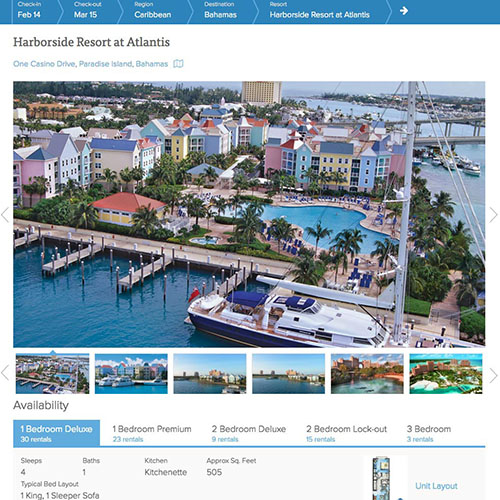 Check-in Check-out Region Destination Resort
Feb 14 Mar 15 Caribbean Bahamas Harborside Resort at Atlantis
Harborside Resort at Atlantis
One Casino Drive, Paradise Island, Bahamas
Availability
1 Bedroom Deluxe 1 Bedroom Premium 2 Bedroom Deluxe 2 Bedroom Lock-out 3 Bedroom
30 rentals 23 rentals 9 rentals 15 rentals 3 rentals
Sleeps Baths Kitchen Approx Sq. Feet
4 1 Kitchenette 505
Unit Layout
Typical Bed Layout
1 King, 1 Sleeper Sofa